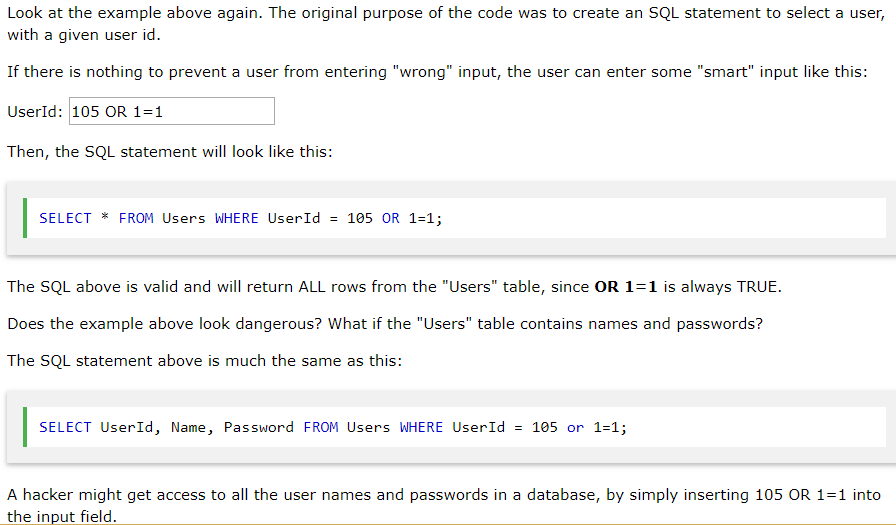 Look at the example above again. The original purpose of the code was to create an SQL statement to select a user,
with a given user id.
If there is nothing to prevent a user from entering "wrong" input, the user can enter some "smart" input like this:
UserId: 105 OR 1=1
Then, the SQL statement will look like this:
SELECT * FROM Users WHERE UserId = 105 OR 1=1;
The SQL above is valid and will return ALL rows from the "Users" table, since OR 1=1 is always TRUE.
Does the example above look dangerous? What if the "Users" table contains names and passwords?
The SQL statement above is much the same as this:
SELECT UserId, Name, Password FROM Users WHERE UserId = 105 or 1=1;
A hacker might get access to all the user names and passwords in a database, by simply inserting 105 OR 1=1 into
the input field.